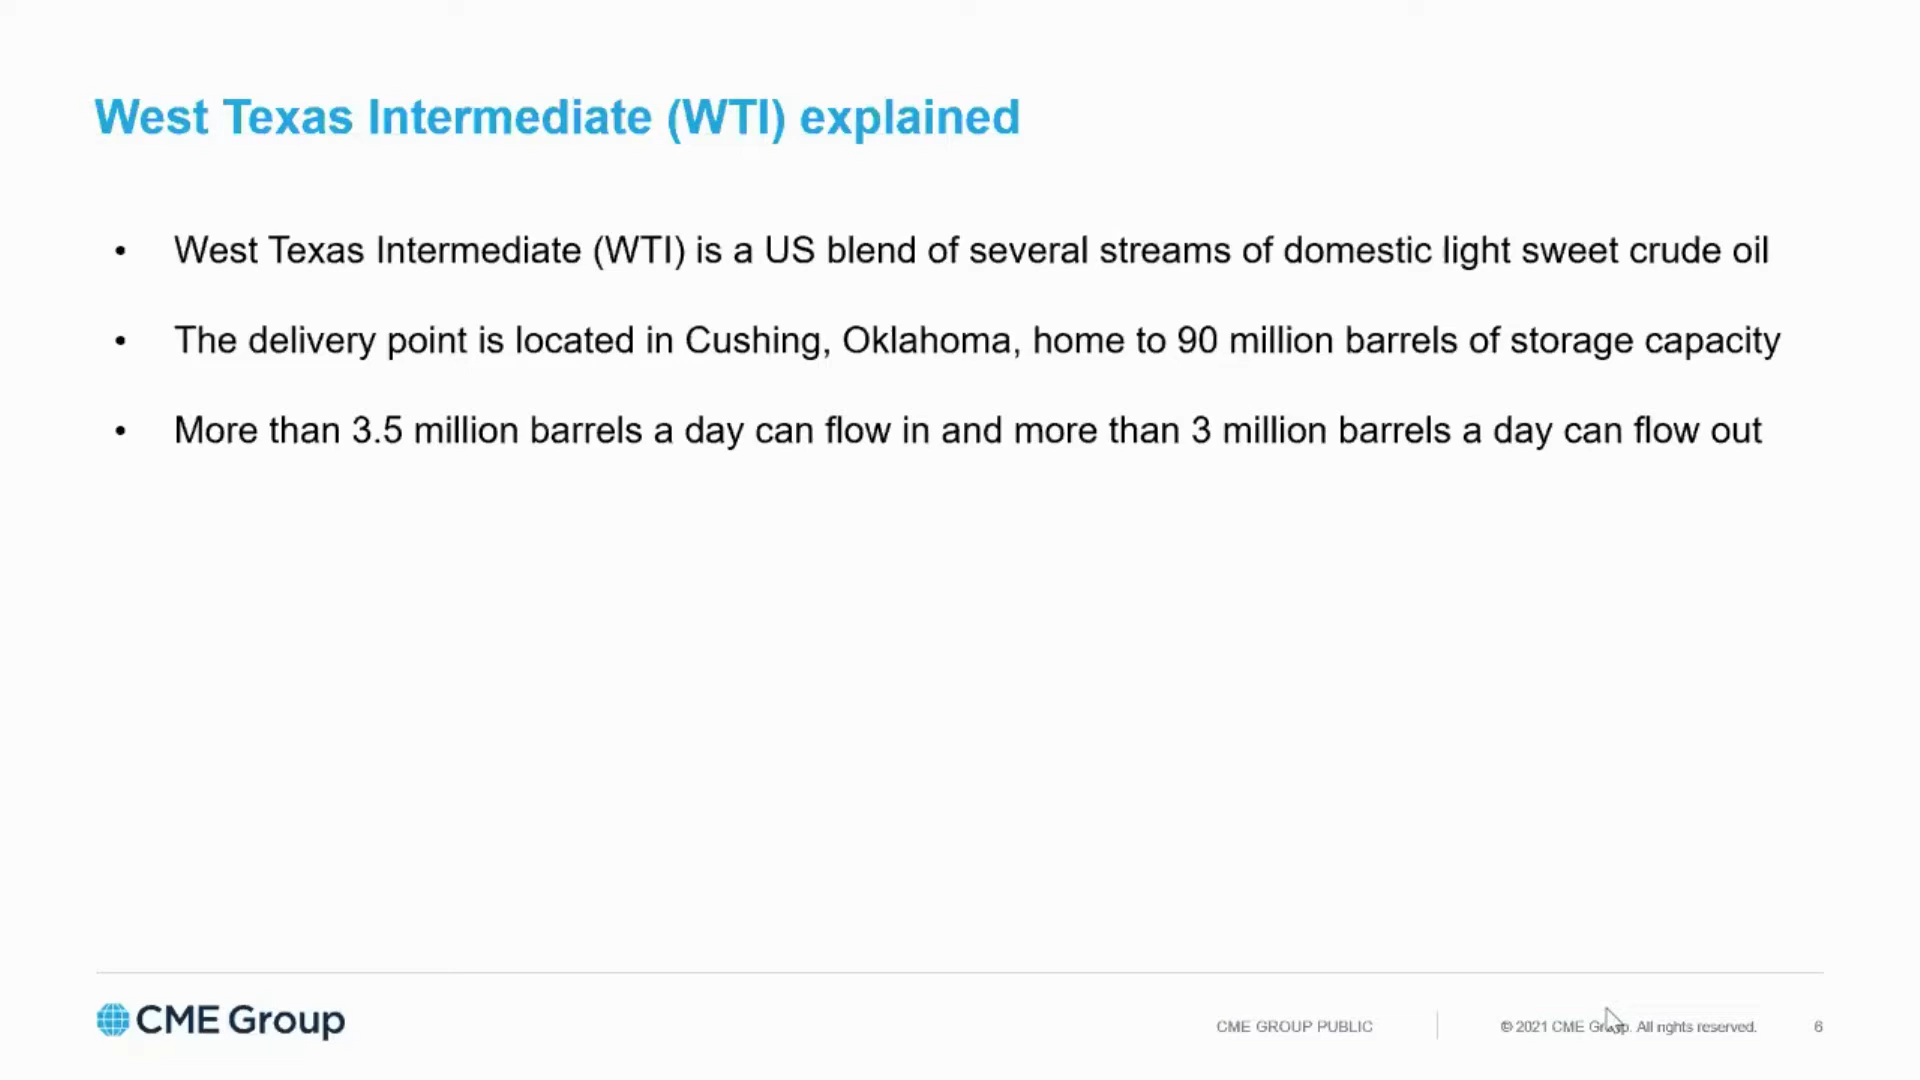 West Texas Intermediate (WTI) explained
• West Texas Intermediate (WTI) is a US blend of several streams of domestic light sweet crude oil
• The delivery point is located in Cushing, Oklahoma, home to 90 million barrels of storage capacity
• More than 3.5 million barrels a day can flow in and more than 3 million barrels a day can flow out
CME Group
CME GROUP PUBLIC
© 2021 CME Group. All rights reserved.
6